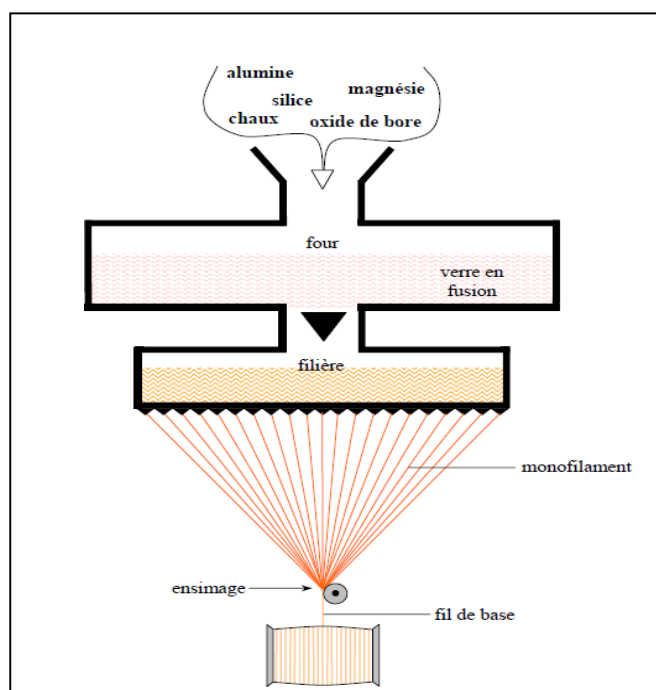 alumine
magnésie
silice
chaux
oxide de bore
four
verre en
fusion
filière
monofilament
ensimage
fil de base